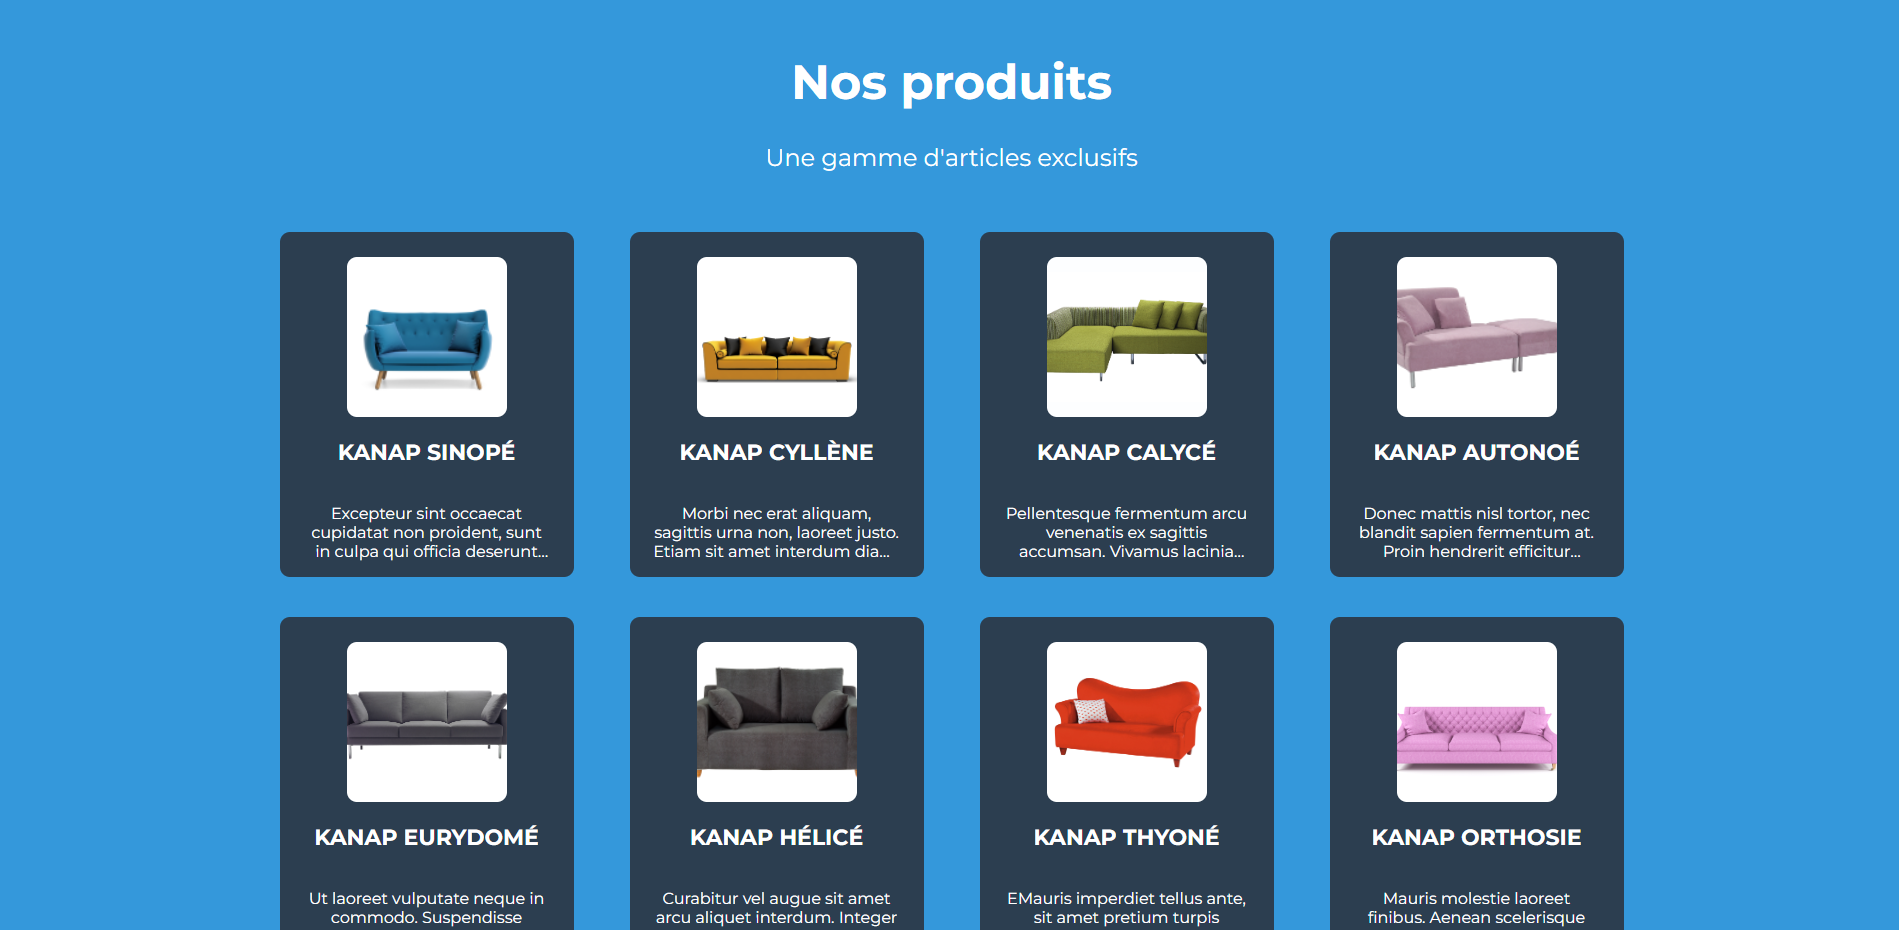 Nos produits
Une gamme d'articles exclusifs
KANAP SINOPÉ
Excepteur sint occaecat
cupidatat non proident, sunt
in culpa qui officia deserunt...
KANAP CYLLÈNE
Morbi nec erat aliquam,
sagittis urna non, laoreet justo.
Etiam sit amet interdum dia...
KANAP CALYCÉ
Pellentesque fermentum arcu
venenatis ex sagittis
accumsan. Vivamus lacinia...
KANAP AUTONOÉ
Donec mattis nisl tortor, nec
blandit sapien fermentum at.
Proin hendrerit efficitur...
KANAP EURYDOMÉ
Ut laoreet vulputate neque in
commodo. Suspendisse
KANAP HÉLICÉ
Curabitur vel augue sit amet
arcu aliquet interdum. Integer
KANAP THYONÉ
EMauris imperdiet tellus ante,
sit amet pretium turpis
KANAP ORTHOSIE
Mauris molestie laoreet
finibus. Aenean scelerisque